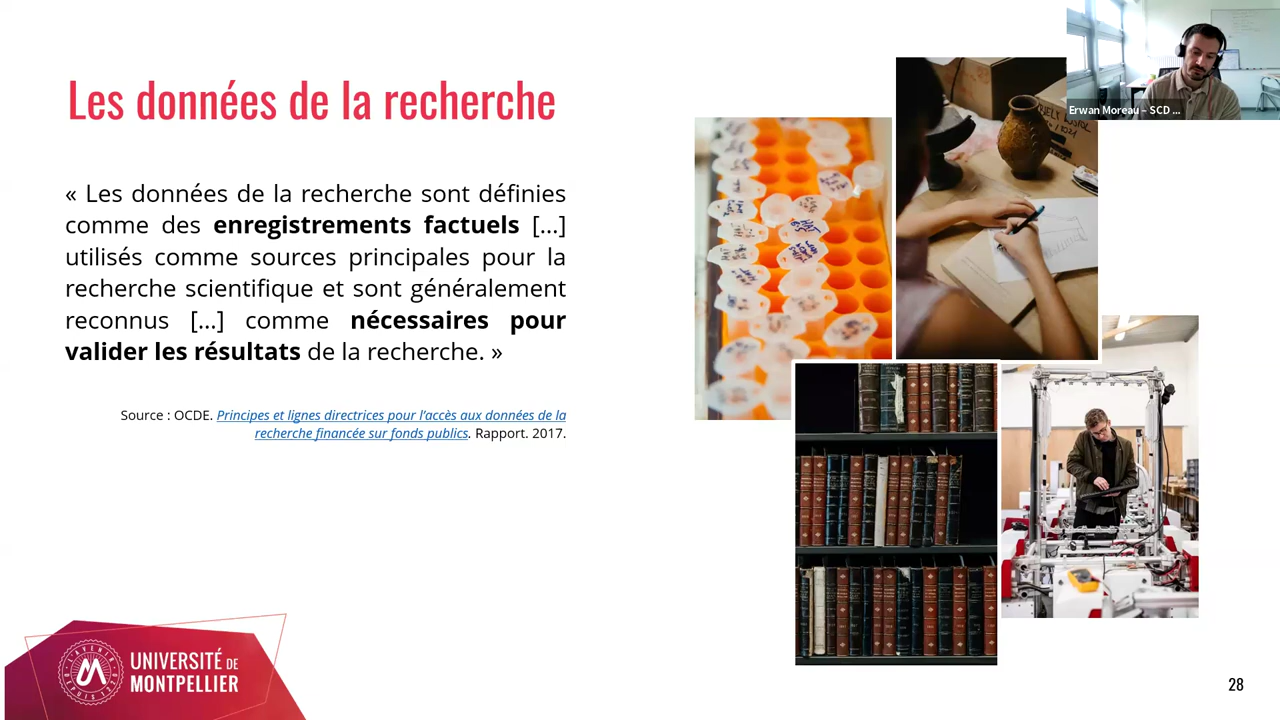 Les données de la recherche
« Les données de la recherche sont définies
comme des enregistrements factuels [...]
utilisés comme sources principales pour la
recherche scientifique et sont généralement
reconnus [...] comme nécessaires pour
valider les résultats de la recherche. »
Source : OCDE. Principes et lignes directrices pour l'accès aux données de la
recherche financée sur fonds publics. Rapport. 2017.
Erwan Moreau – SCD ...
UNIVERSITÉ DE
MONTPELLIER
28